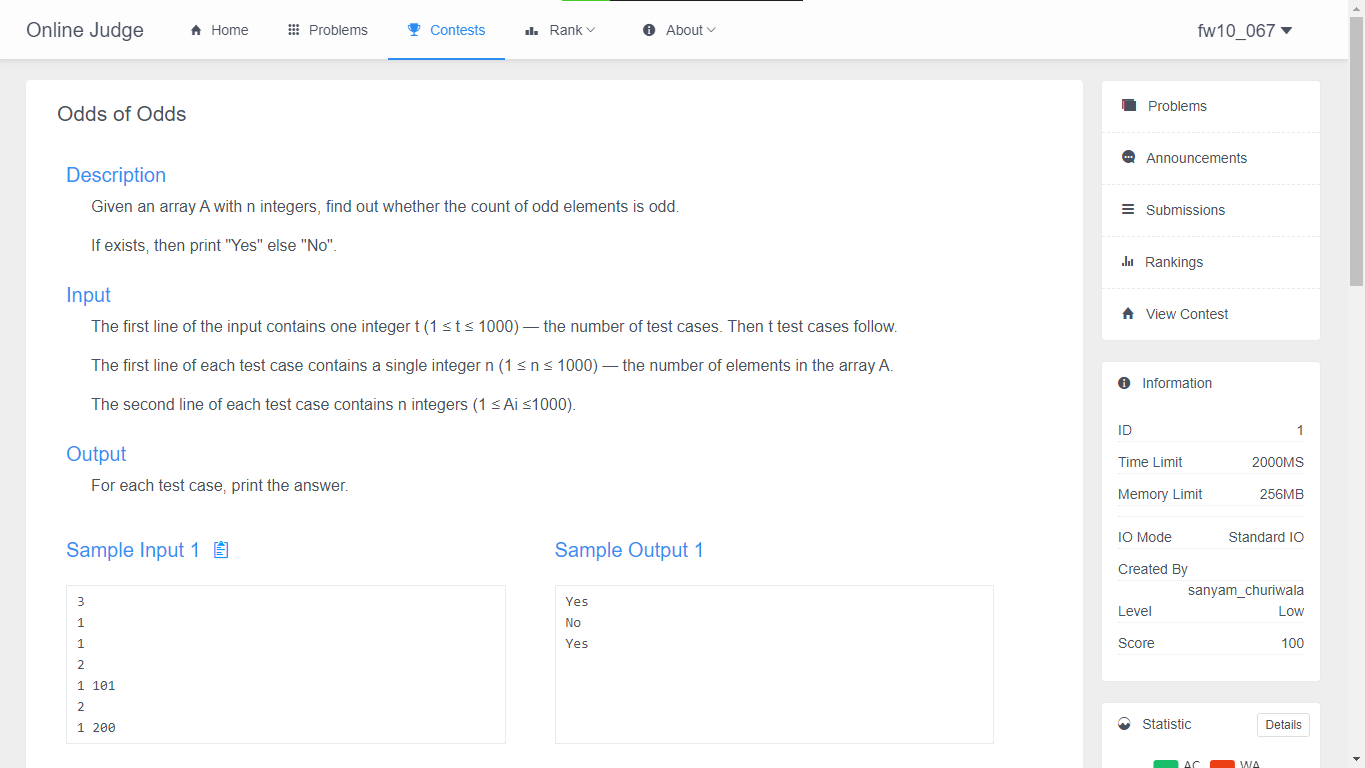 Online Judge
Home
Problems
Contests
Rank
About
fw10_067
Odds of Odds
Description
Given an array A with n integers, find out whether the count of odd elements is odd.
If exists, then print "Yes" else "No".
Input
The first line of the input contains one integer t (1 ≤ t ≤ 1000) — the number of test cases. Then t test cases follow.
The first line of each test case contains a single integer n (1 ≤ n ≤ 1000) — the number of elements in the array A.
The second line of each test case contains n integers (1 ≤ Ai ≤1000).
Output
For each test case, print the answer.
Sample Input 1
3
1
1
2
1 101
2
1 200
Sample Output 1
Yes
No
Yes
Problems
Announcements
Submissions
Rankings
View Contest
Information
ID 1
Time Limit 2000MS
Memory Limit 256MB
IO Mode Standard IO
Created By
sanyam_churiwala
Level Low
Score 100
Statistic Details
AC WA